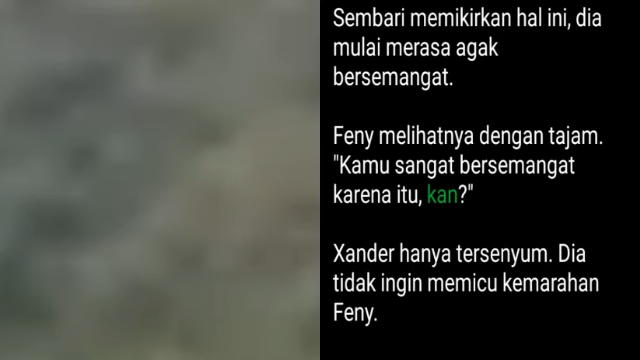 Sembari memikirkan hal ini, dia
mulai merasa agak
bersemangat.
Feny melihatnya dengan tajam.
"Kamu sangat bersemangat
karena itu, kan?"
Xander hanya tersenyum. Dia
tidak ingin memicu kemarahan
Feny.